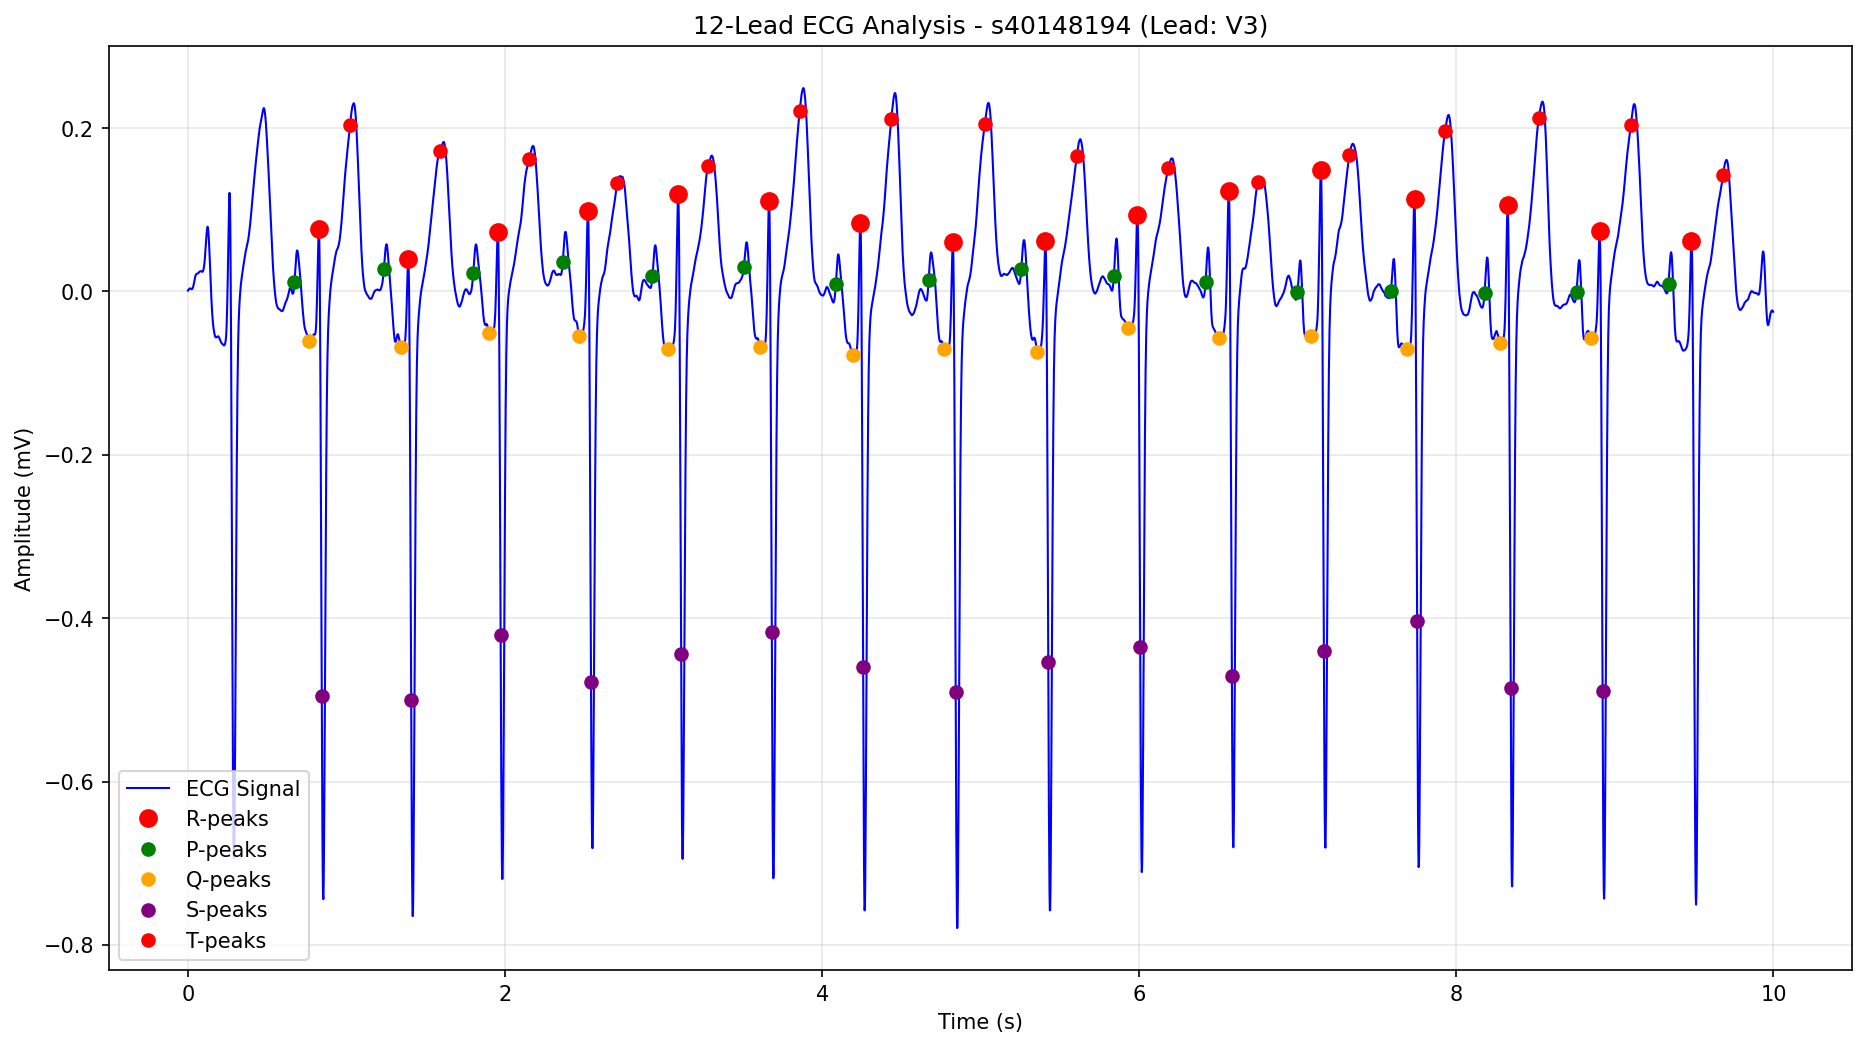 12-Lead ECG Analysis - s40148194 (Lead: V3)
0.2
0.0
−0.2
−0.4
−0.6
−0.8
Amplitude (mV)
ECG Signal
R-peaks
P-peaks
Q-peaks
S-peaks
T-peaks
0 2 4 6 8 10
Time (s)